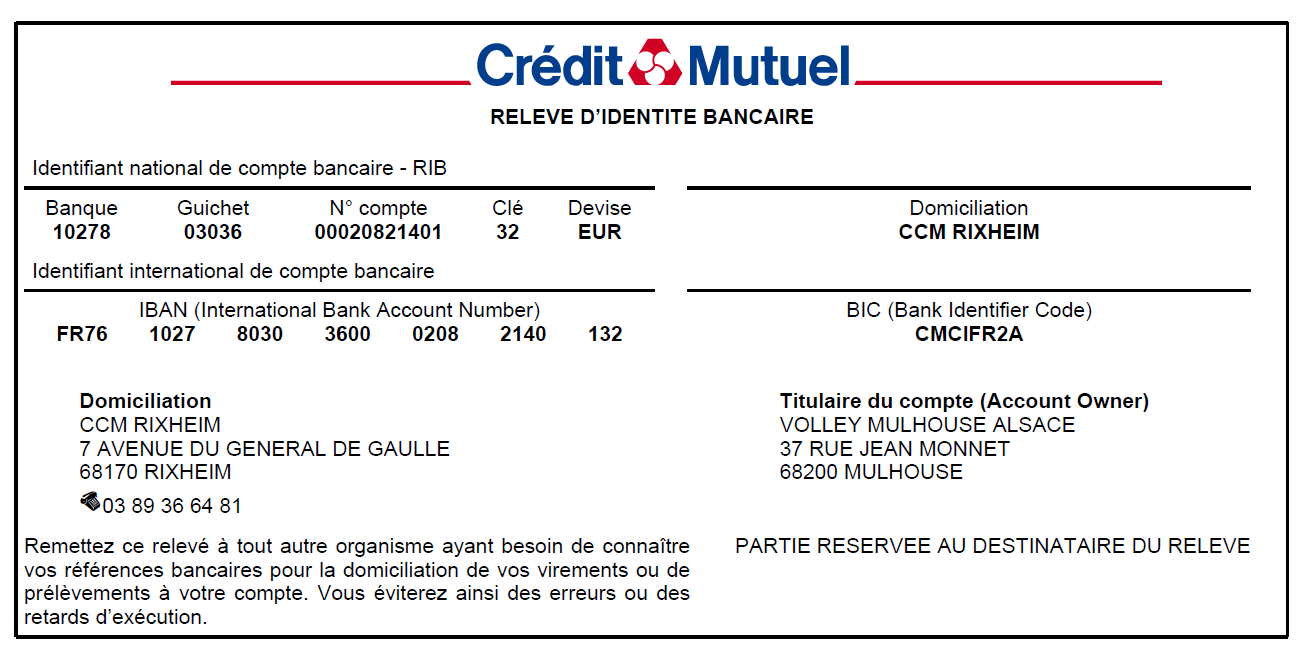 Crédit Mutuel
RELEVE D'IDENTITE BANCAIRE
Identifiant national de compte bancaire - RIB
Banque Guichet N° compte Clé Devise Domiciliation
10278 03036 00020821401 32 EUR CCM RIXHEIM
Identifiant international de compte bancaire
IBAN (International Bank Account Number) BIC (Bank Identifier Code)
FR76 1027 8030 3600 0208 2140 132 CMCIFR2A
Domiciliation
CCM RIXHEIM
7 AVENUE DU GENERAL DE GAULLE
68170 RIXHEIM
03 89 36 64 81
Titulaire du compte (Account Owner)
VOLLEY MULHOUSE ALSACE
37 RUE JEAN MONNET
68200 MULHOUSE
Remettez ce relevé à tout autre organisme ayant besoin de connaître
vos références bancaires pour la domiciliation de vos virements ou de
prélèvements à votre compte. Vous éviterez ainsi des erreurs ou des
retards d'exécution.
PARTIE RESERVEE AU DESTINATAIRE DU RELEVE